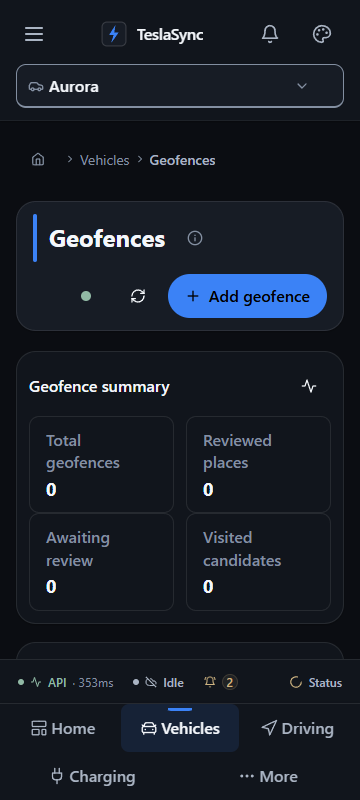 TeslaSync
Aurora
Vehicles
Geofences
Geofences
Add geofence
Geofence summary
Total
geofences
0
Reviewed
places
0
Awaiting
review
0
Visited
candidates
0
API · 353ms
Idle
2
Status
Home
Vehicles
Driving
Charging
More